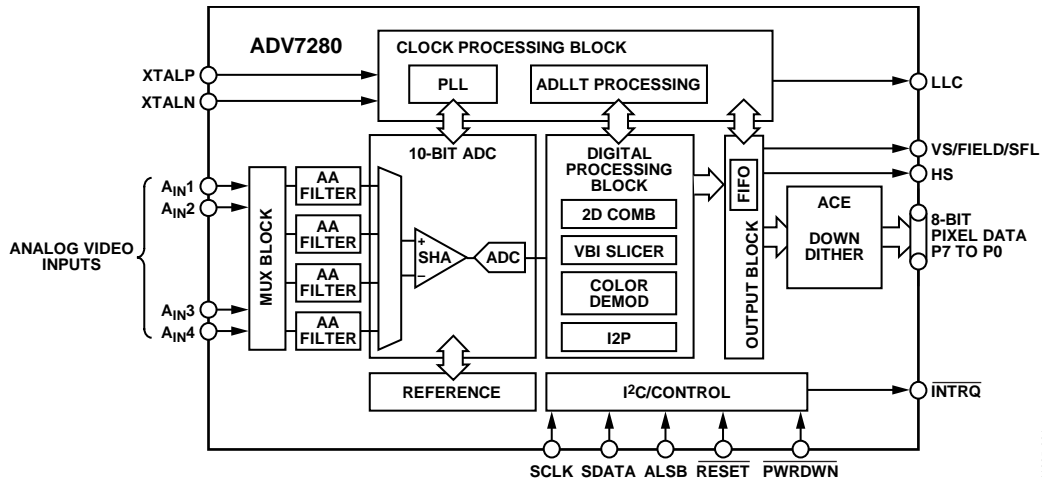 ADV7280
CLOCK PROCESSING BLOCK
PLL
ADLLT PROCESSING
XTALP
XTALN
LLC
10-BIT ADC
DIGITAL
PROCESSING
BLOCK
2D COMB
VBI SLICER
COLOR
DEMOD
I2P
FIFO
OUTPUT BLOCK
VS/FIELD/SFL
HS
ACE
DOWN
DITHER
8-BIT
PIXEL DATA
P7 TO P0
ANALOG VIDEO
INPUTS
AIN1
AIN2
AIN3
AIN4
MUX BLOCK
AA
FILTER
AA
FILTER
AA
FILTER
AA
FILTER
+
SHA
–
ADC
REFERENCE
I2C/CONTROL
INTRQ
SCLK
SDATA
ALSB
RESET
PWRDWN